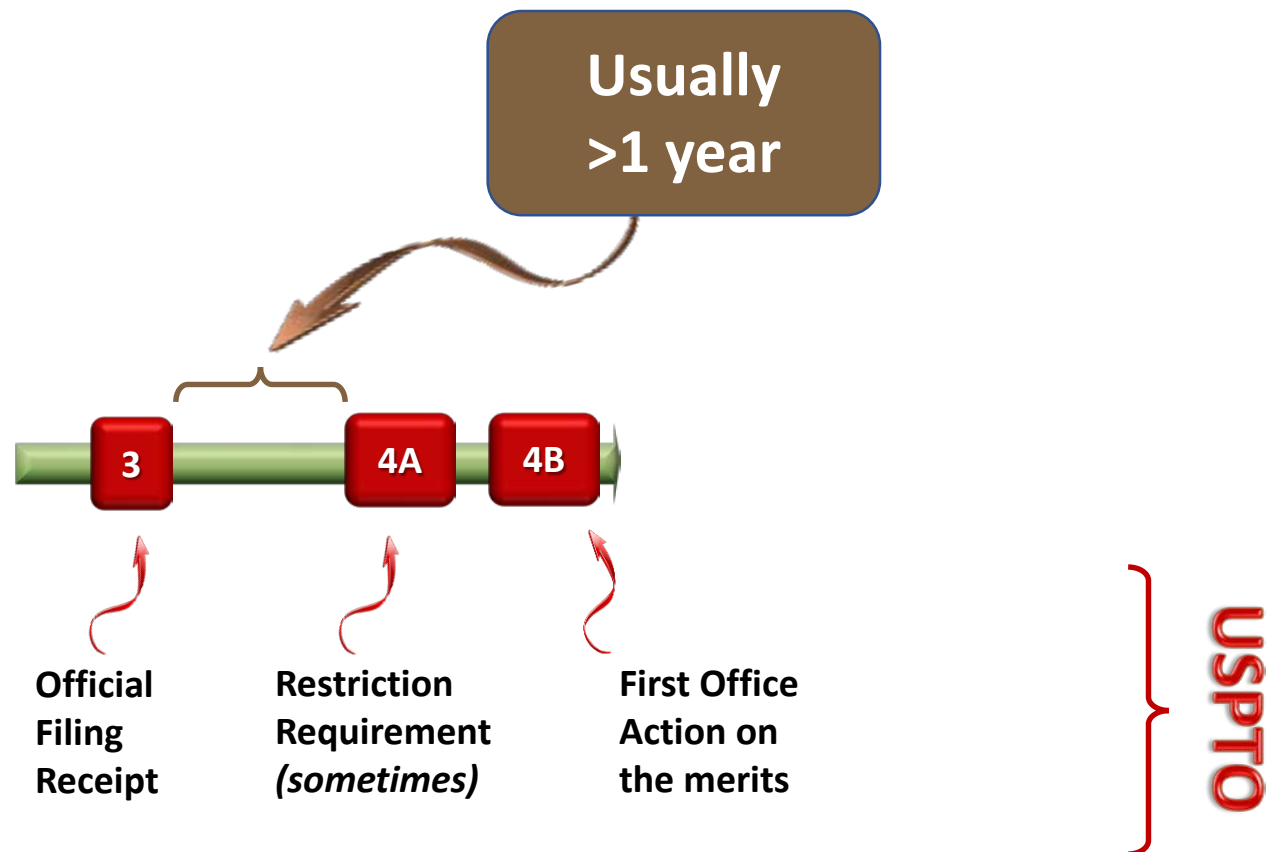 Usually
>1 year
3
4A
4B
Official
Filing
Receipt
Restriction
Requirement
(sometimes)
First Office
Action on
the merits
USPTO